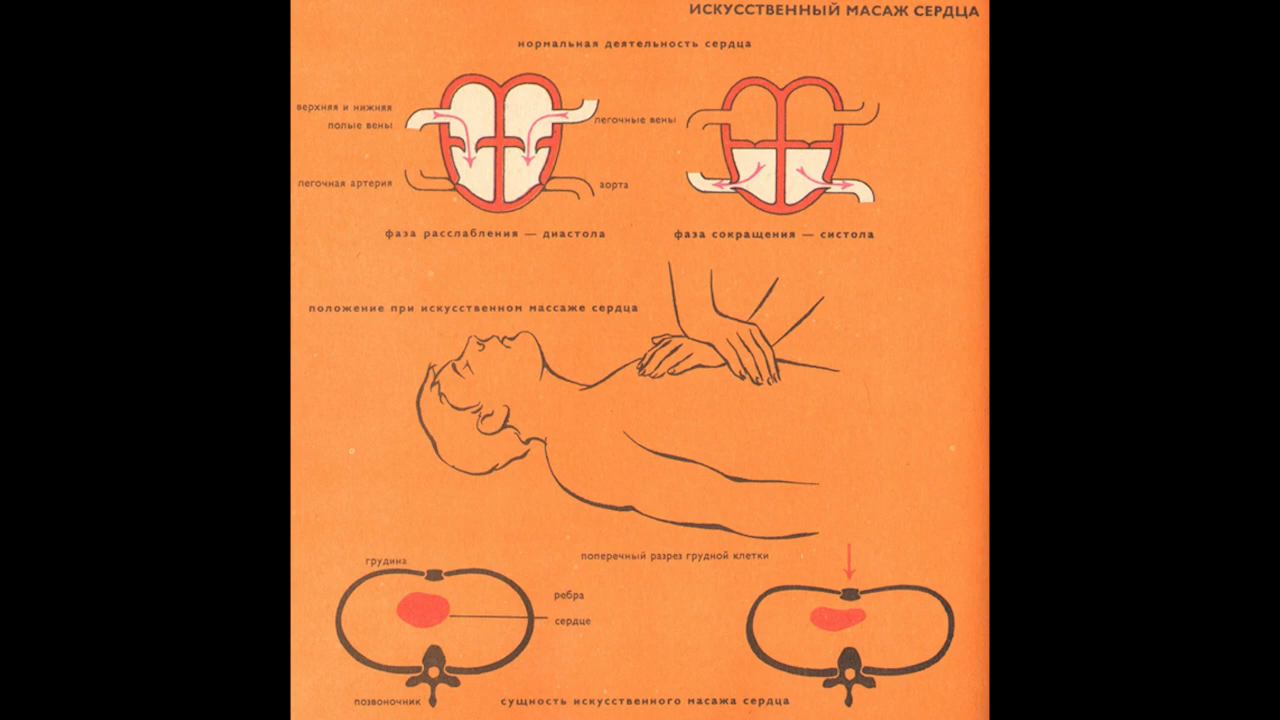 ИСКУССТВЕННЫЙ МАСАЖ СЕРДЦА
нормальная деятельность сердца
верхняя и нижняя
полые вены
легочные вены
легочная артерия
аорта
фаза расслабления — диастола
фаза сокращения — систола
положение при искусственном массаже сердца
поперечный разрез грудной клетки
грудина
ребра
сердце
позвоночник
сущность искусственного масажа сердца